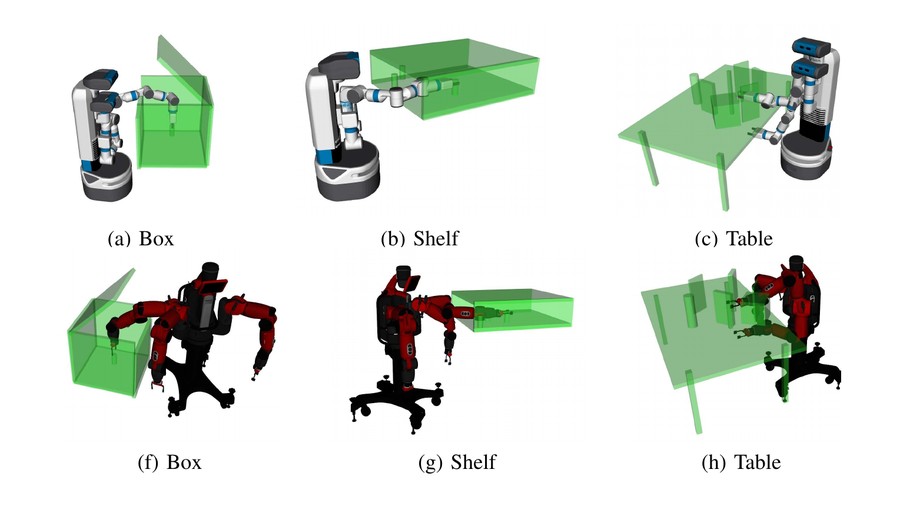 (a) Box
(b) Shelf
(c) Table
(f) Box
(g) Shelf
(h) Table